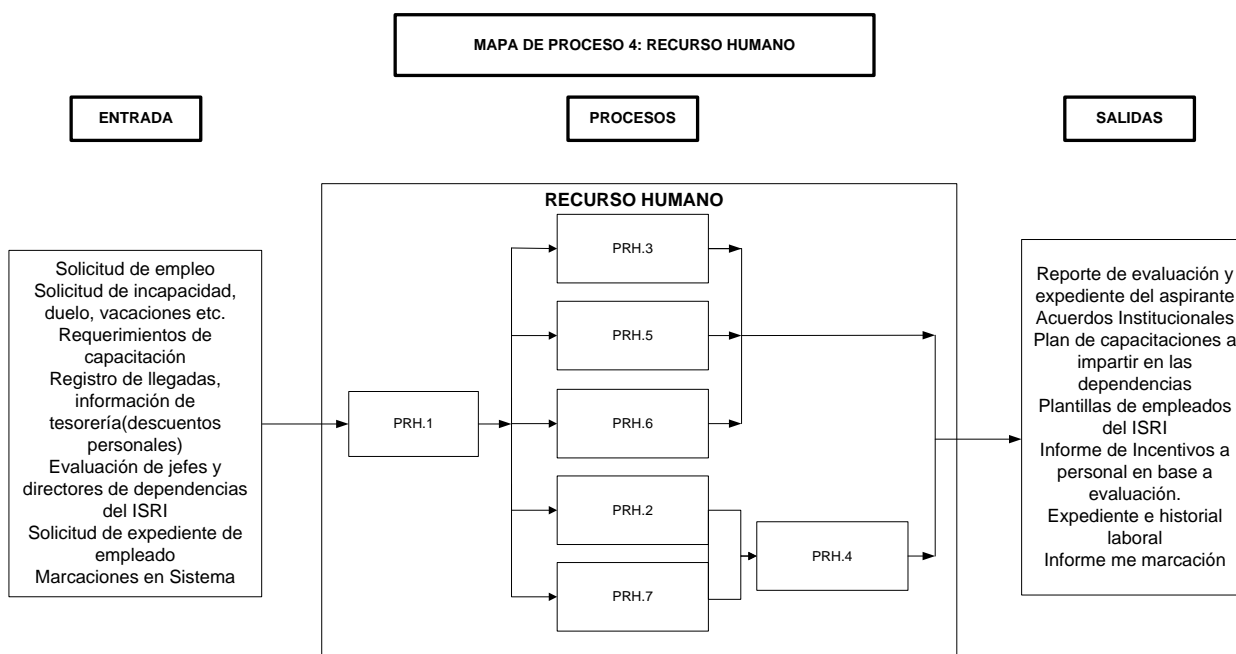 MAPA DE PROCESO 4: RECURSO HUMANO
ENTRADA
PROCESOS
SALIDAS
RECURSO HUMANO
Solicitud de empleo
Solicitud de incapacidad,
duelo, vacaciones etc.
Requerimientos de
capacitación
Registro de llegadas,
información de
tesorería(descuentos
personales)
Evaluación de jefes y
directores de dependencias
del ISRI
Solicitud de expediente de
empleado
Marcaciones en Sistema
PRH.1
PRH.3
PRH.5
PRH.6
PRH.2
PRH.7
PRH.4
Reporte de evaluación y
expediente del aspirante
Acuerdos Institucionales
Plan de capacitaciones a
impartir en las
dependencias
Plantillas de empleados
del ISRI
Informe de Incentivos a
personal en base a
evaluación.
Expediente e historial
laboral
Informe me marcación